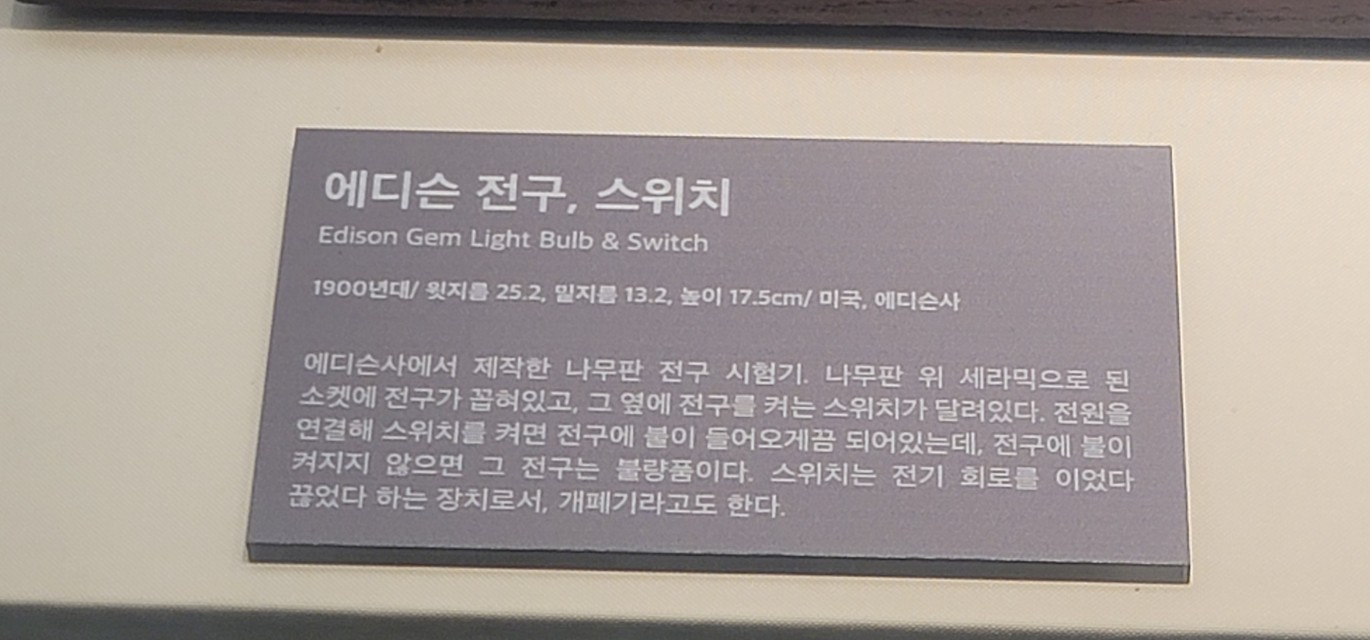 에디슨 전구, 스위치
Edison Gem Light Bulb & Switch
1900년대/ 윗지름 25.2, 밑지름 13.2, 높이 17.5cm/ 미국, 에디슨사
에디슨사에서 제작한 나무판 전구 시험기. 나무판 위 세라믹으로 된
소켓에 전구가 꼽혀있고, 그 옆에 전구를 켜는 스위치가 달려있다. 전원을
연결해 스위치를 켜면 전구에 불이 들어오게끔 되어있는데, 전구에 불이
켜지지 않으면 그 전구는 불량품이다. 스위치는 전기 회로를 이었다
끊었다 하는 장치로서, 개폐기라고도 한다.